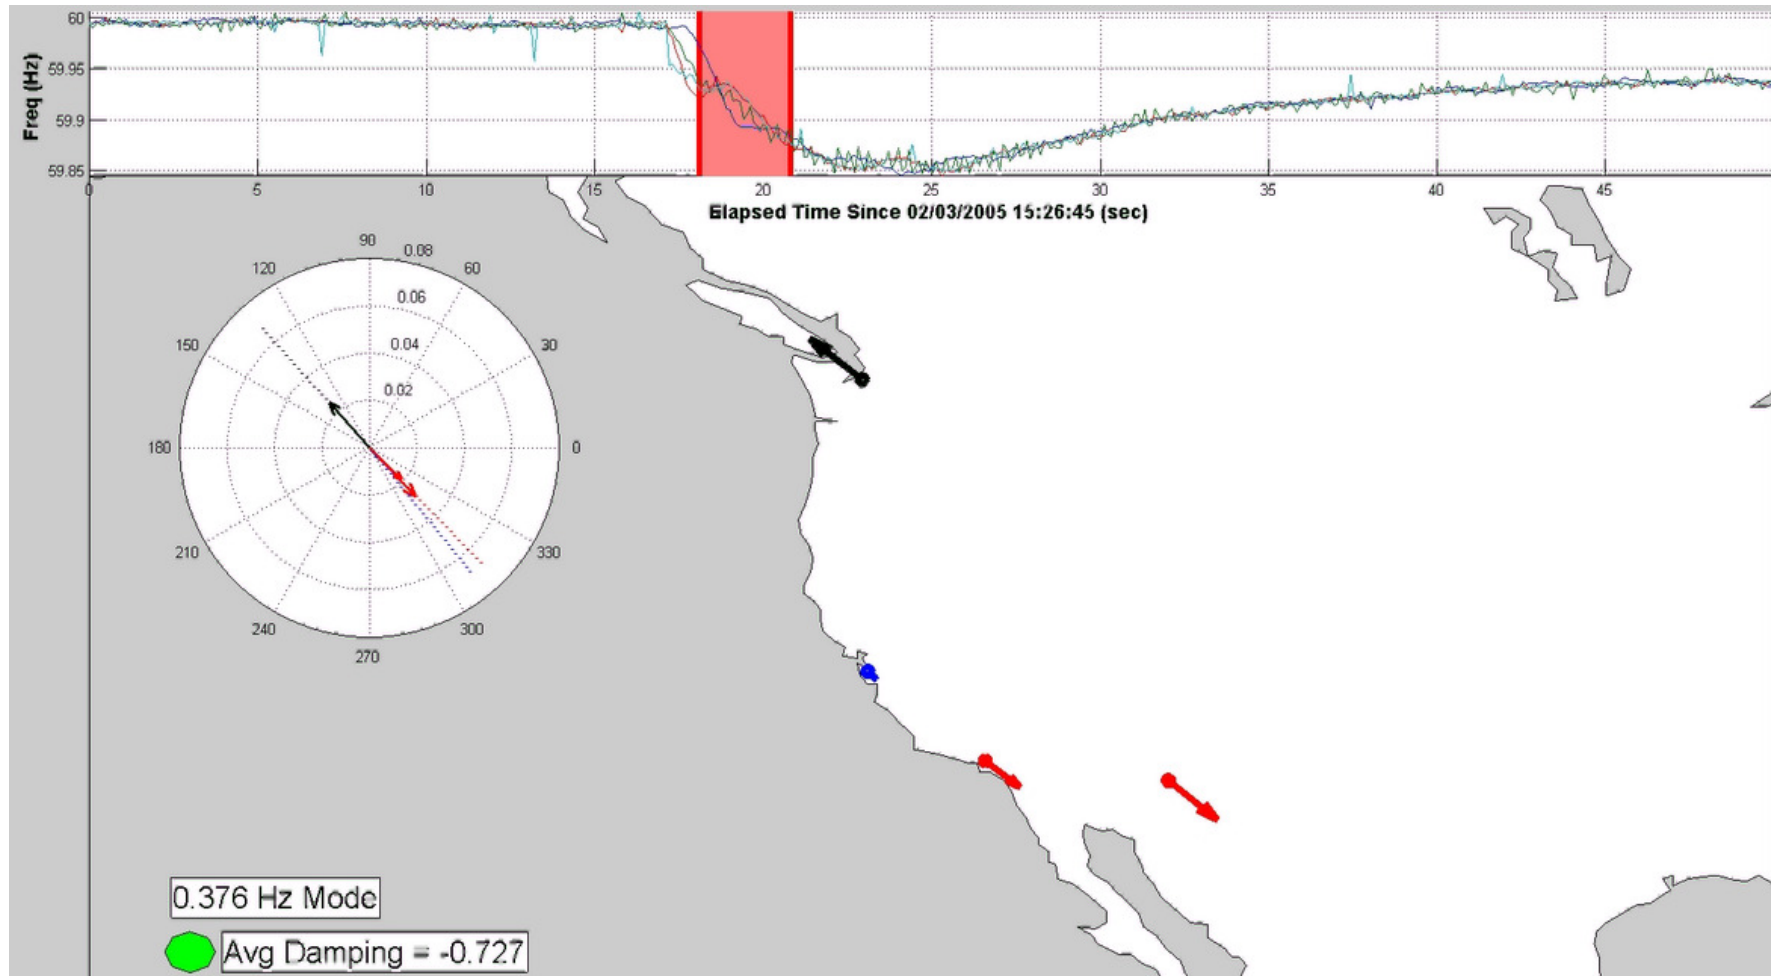 Freq (Hz)
60
59.95
59.9
59.85
0 5 10 15 20 25 30 35 40 45
Elapsed Time Since 02/03/2005 15:26:45 (sec)
90 0.08
120 60
0.06
150 0.04 30
0.02
180 0
210 330
240 300
270
0.376 Hz Mode
Avg Damping = -0.727